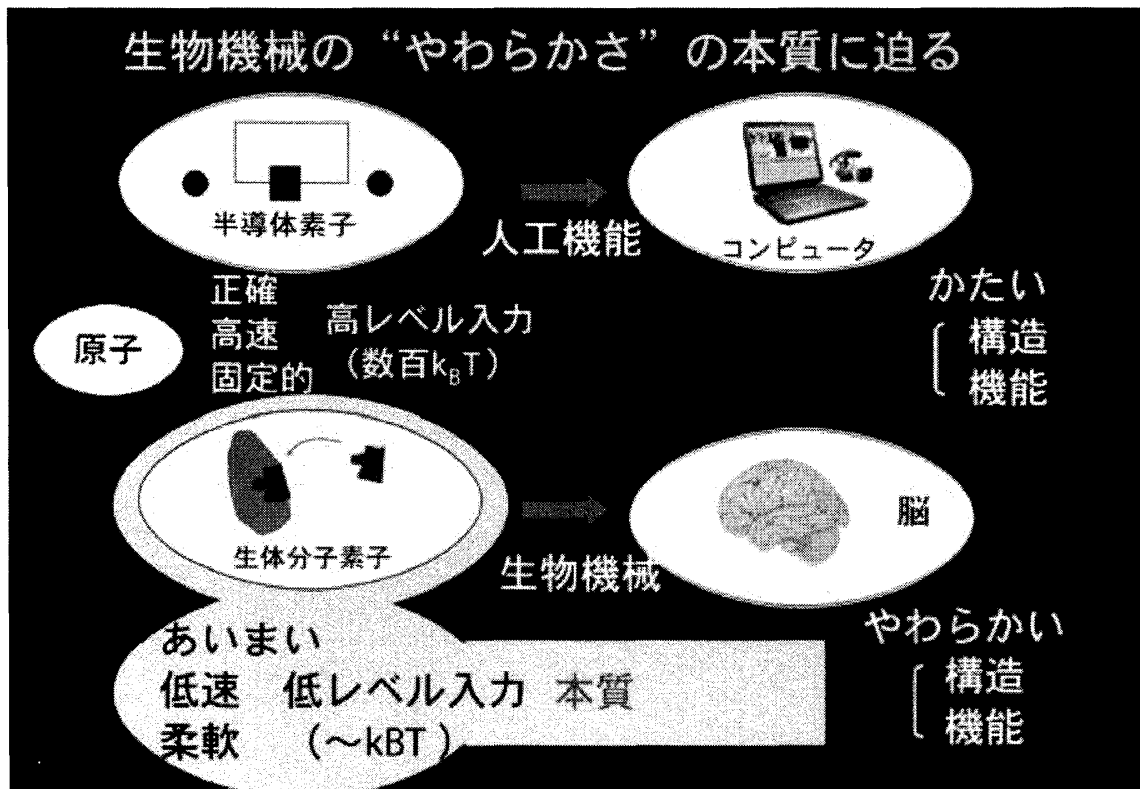 生物機械の“やわらかさ”の本質に迫る
半導体素子
人工機能
コンピュータ
原子
正確
高速
固定的
高レベル入力
(数百kBT)
かたい
構造
機能
生体分子素子
生物機械
脳
あいまい
低速 低レベル入力 本質
柔軟 (〜kBT)
やわらかい
構造
機能